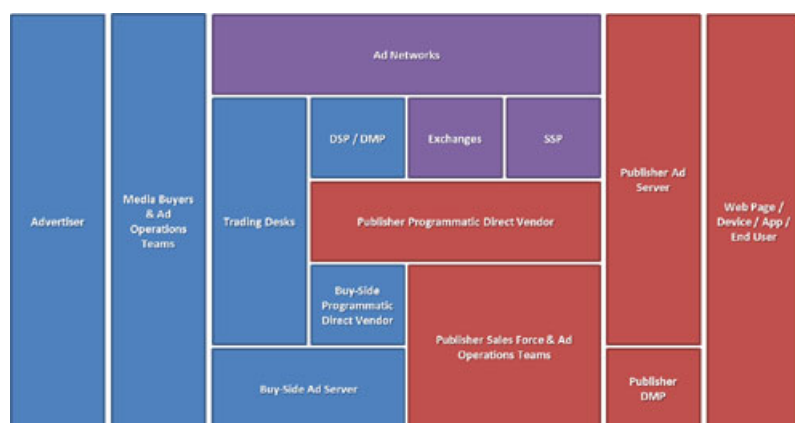 Ad Networks
DSP / DMP
Exchanges
SSP
Publisher Ad
Server
Advertiser
Media Buyers
& Ad
Operations
Teams
Trading Desks
Publisher Programmatic Direct Vendor
Web Page /
Device / App /
End User
Buy-Side
Programmatic
Direct Vendor
Publisher Sales Force & Ad
Operations Teams
Buy-Side Ad Server
Publisher
DMP